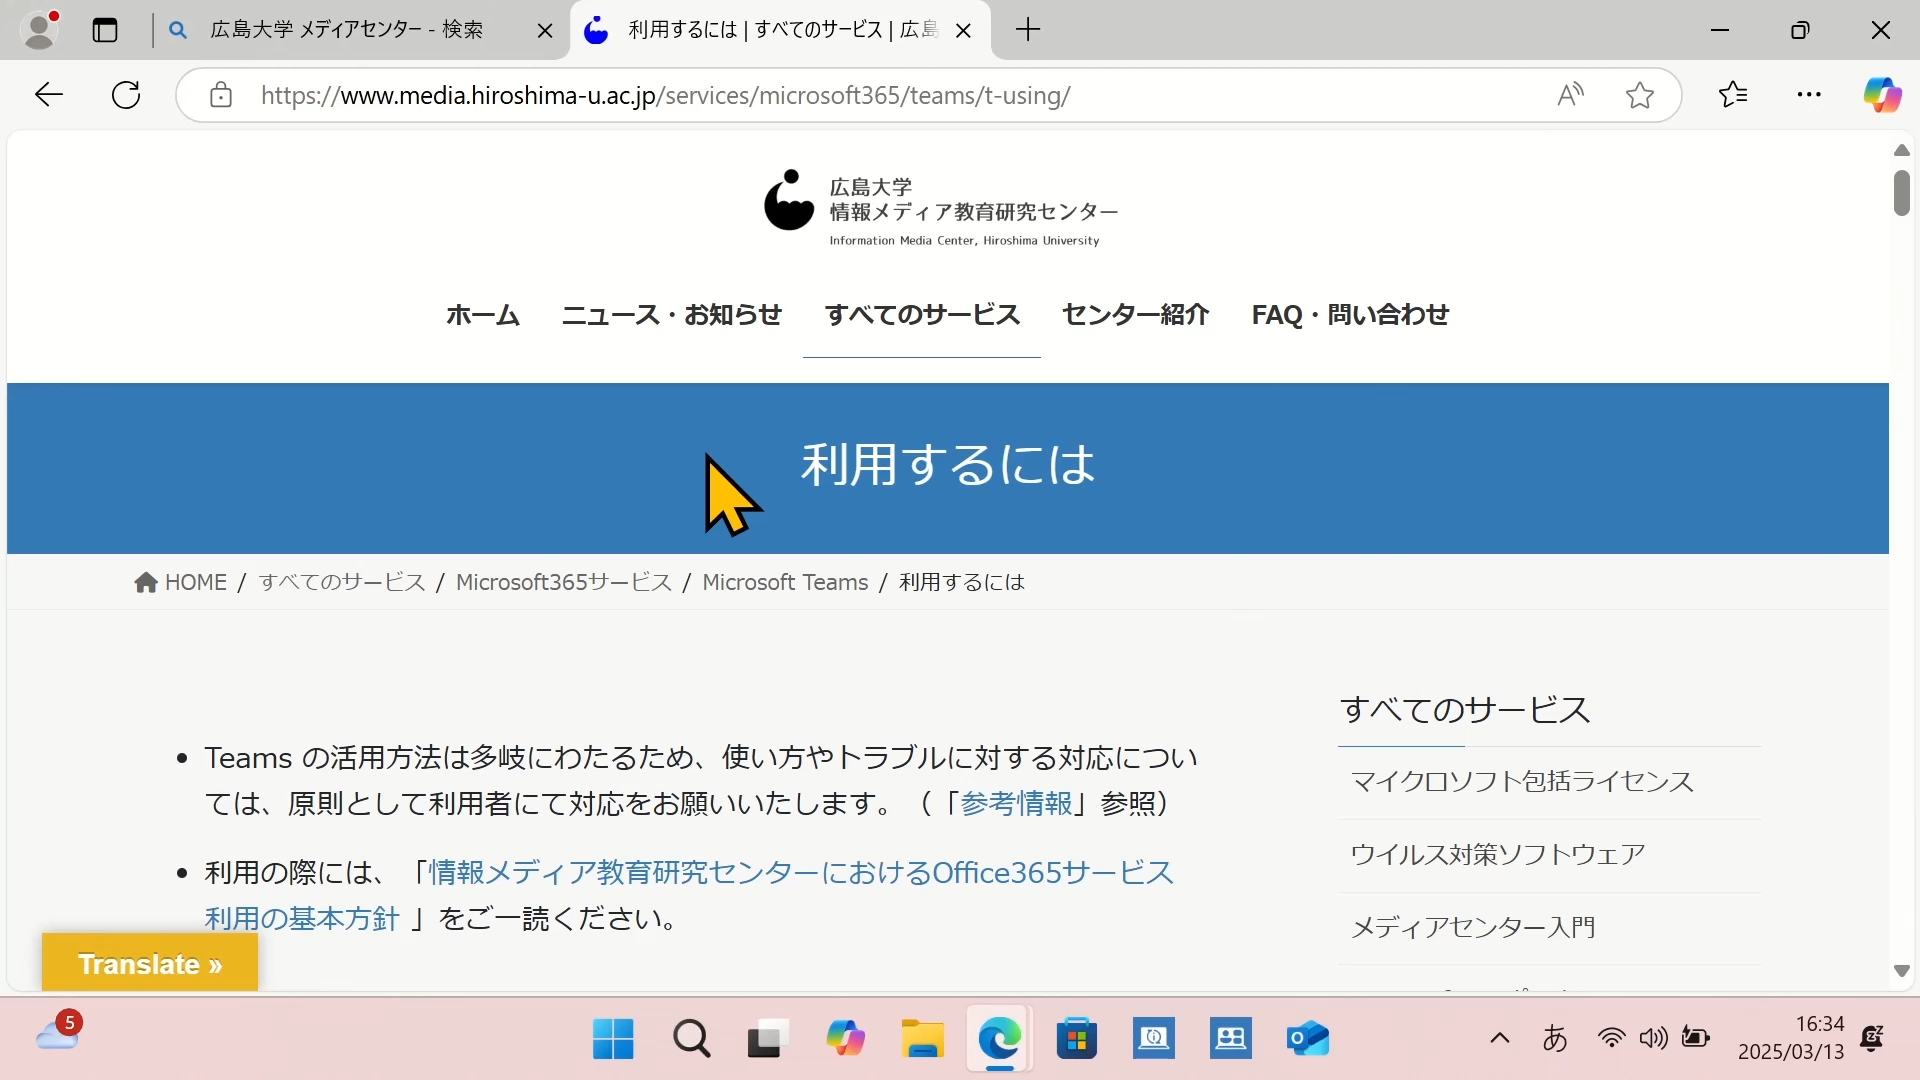 広島大学 メディアセンター - 検索
利用するには | すべてのサービス | 広島
https://www.media.hiroshima-u.ac.jp/services/microsoft365/teams/t-using/
広島大学
情報メディア教育研究センター
Information Media Center, Hiroshima University
ホーム ニュース・お知らせ すべてのサービス センター紹介 FAQ・問い合わせ
利用するには
HOME / すべてのサービス / Microsoft365サービス / Microsoft Teams / 利用するには
• Teams の活用方法は多岐にわたるため、使い方やトラブルに対する対応につい
ては、原則として利用者にて対応をお願いいたします。（「参考情報」参照）
• 利用の際には、「情報メディア教育研究センターにおけるOffice365サービス
利用の基本方針 」をご一読ください。
すべてのサービス
マイクロソフト包括ライセンス
ウイルス対策ソフトウェア
メディアセンター入門
Translate »
5
あ
16:34
2025/03/13